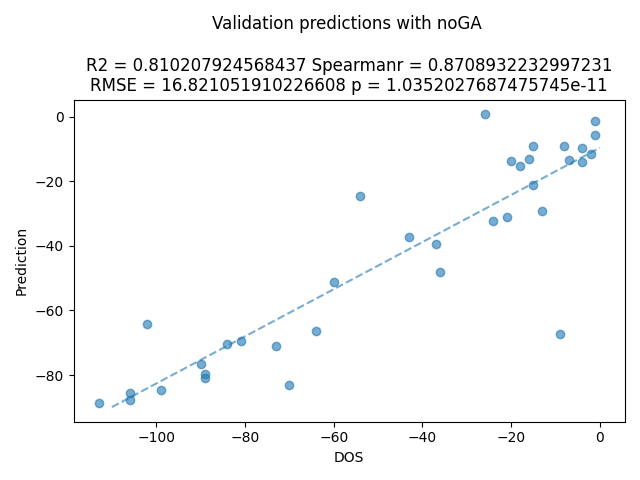 Validation predictions with noGA
R2 = 0.810207924568437 Spearmanr = 0.8708932232997231
RMSE = 16.821051910226608 p = 1.0352027687475745e-11
0
−20
−40
−60
−80
Prediction
−100
−80
−60
−40
−20
0
DOS